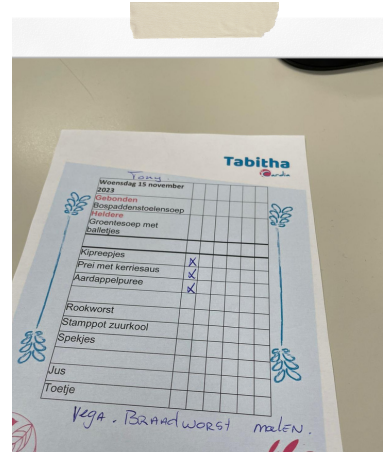 Tabitha
Cardia
Tony.
Woensdag 15 november
2023
Gebonden
Bospaddenstoelensoep
Heldere
Groentesoep met
balletjes
Kipreepjes X
Prei met kerriesaus X
Aardappelpuree X
Rookworst
Stamppot zuurkool
Spekjes
Jus
Toetje
Vega. BRAADWORST malen.